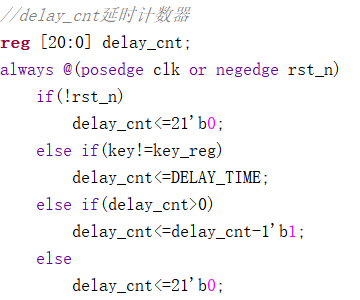 //delay_cnt延时计数器
reg [20:0] delay_cnt;
always @(posedge clk or negedge rst_n)
    if(!rst_n)
        delay_cnt<=21'b0;
    else if(key!=key_reg)
        delay_cnt<=DELAY_TIME;
    else if(delay_cnt>0)
        delay_cnt<=delay_cnt-1'b1;
    else
        delay_cnt<=21'b0;